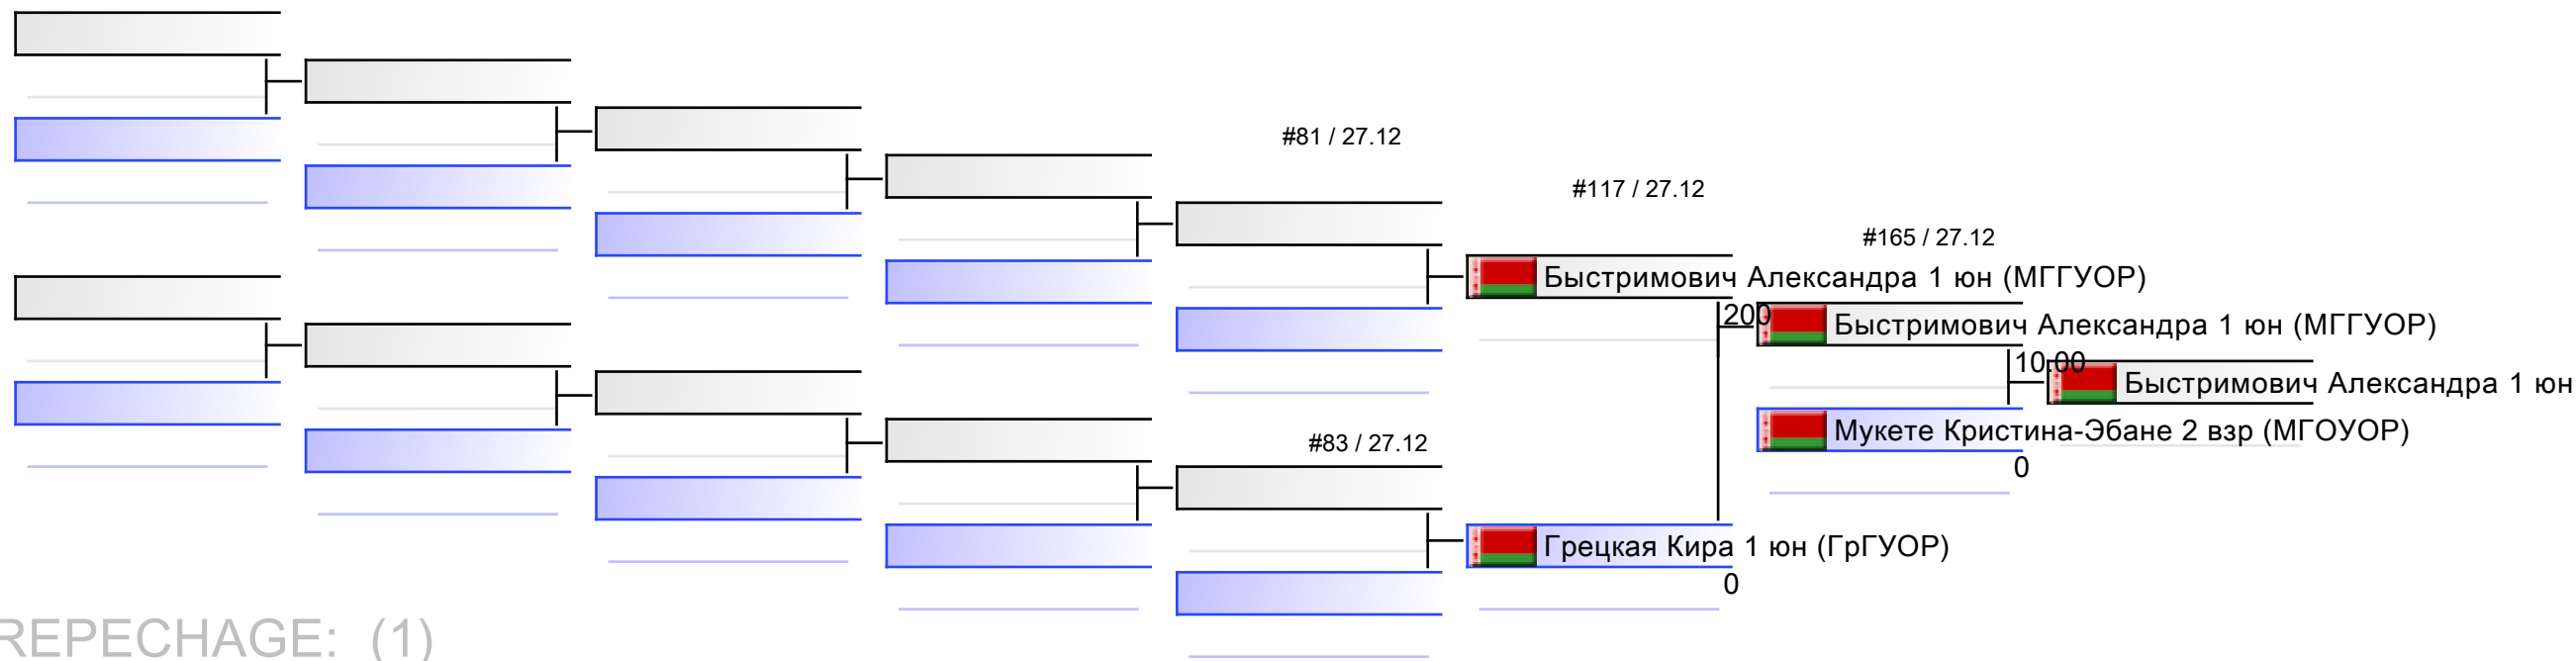 #81 / 27.12
#117 / 27.12
#165 / 27.12
Быстримович Александра 1 юн (МГГУОР)
200
Быстримович Александра 1 юн (МГГУОР)
10.00
Быстримович Александра 1 юн
Мукете Кристина-Эбане 2 взр (МГОУОР)
0
#83 / 27.12
Грецкая Кира 1 юн (ГрГУОР)
0
REPECHAGE: (1)